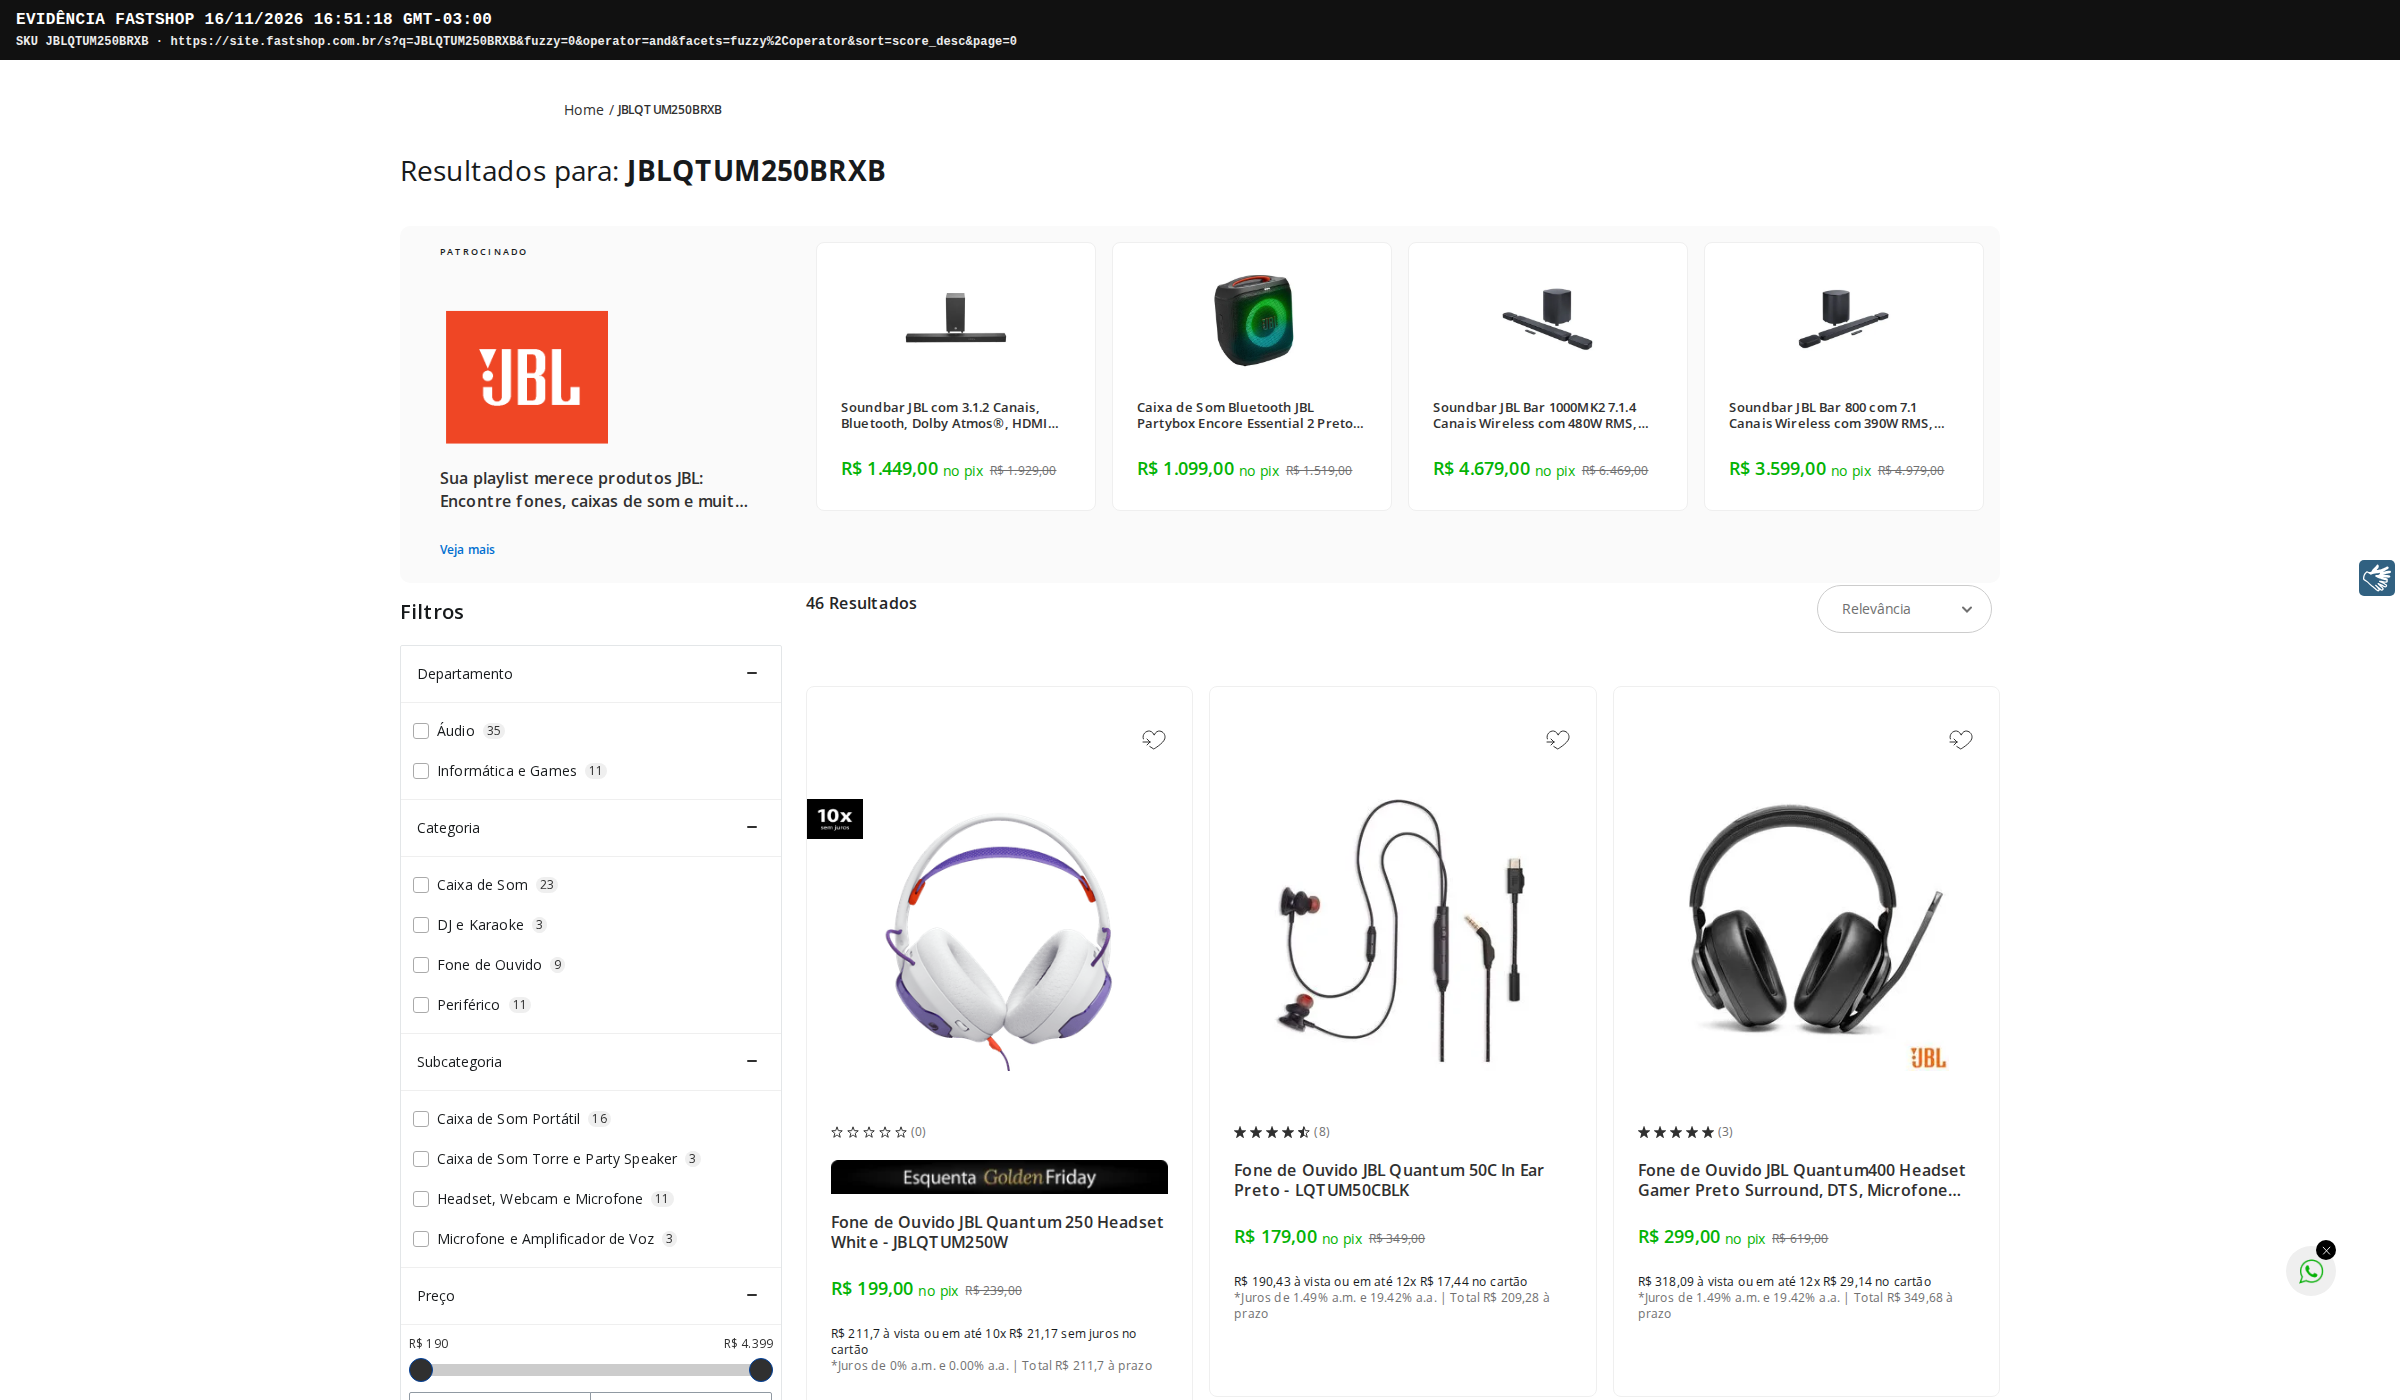 EVIDÊNCIA FASTSHOP 16/11/2026 16:51:18 GMT-03:00
SKU JBLQTUM250BRXB · https://site.fastshop.com.br/s?q=JBLQTUM250BRXB&fuzzy=0&operator=and&facets=fuzzy%2Coperator&sort=score_desc&page=0
Home / JBLQTUM250BRXB
Resultados para: JBLQTUM250BRXB
PATROCINADO
JBL
Sua playlist merece produtos JBL:
Encontre fones, caixas de som e muit...
Veja mais
Soundbar JBL com 3.1.2 Canais,
Bluetooth, Dolby Atmos®, HDMI...
R$ 1.449,00 no pix R$ 1.929,00
JBL
Caixa de Som Bluetooth JBL
Partybox Encore Essential 2 Preto...
R$ 1.099,00 no pix R$ 1.519,00
Soundbar JBL Bar 1000MK2 7.1.4
Canais Wireless com 480W RMS,...
R$ 4.679,00 no pix R$ 6.469,00
Soundbar JBL Bar 800 com 7.1
Canais Wireless com 390W RMS,...
R$ 3.599,00 no pix R$ 4.979,00
Filtros
46 Resultados
Relevância
Departamento
Áudio 35
Informática e Games 11
Categoria
Caixa de Som 23
DJ e Karaoke 3
Fone de Ouvido 9
Periférico 11
Subcategoria
Caixa de Som Portátil 16
Caixa de Som Torre e Party Speaker 3
Headset, Webcam e Microfone 11
Microfone e Amplificador de Voz 3
Preço
R$ 190
R$ 4.399
10x
sem juros
(0)
Esquenta Golden Friday
Fone de Ouvido JBL Quantum 250 Headset
White - JBLQTUM250W
R$ 199,00 no pix R$ 239,00
R$ 211,7 à vista ou em até 10x R$ 21,17 sem juros no
cartão
*Juros de 0% a.m. e 0.00% a.a. | Total R$ 211,7 à prazo
(8)
Fone de Ouvido JBL Quantum 50C In Ear
Preto - LQTUM50CBLK
R$ 179,00 no pix R$ 349,00
R$ 190,43 à vista ou em até 12x R$ 17,44 no cartão
*Juros de 1.49% a.m. e 19.42% a.a. | Total R$ 209,28 à
prazo
JBL
(3)
Fone de Ouvido JBL Quantum400 Headset
Gamer Preto Surround, DTS, Microfone...
R$ 299,00 no pix R$ 619,00
R$ 318,09 à vista ou em até 12x R$ 29,14 no cartão
*Juros de 1.49% a.m. e 19.42% a.a. | Total R$ 349,68 à
prazo